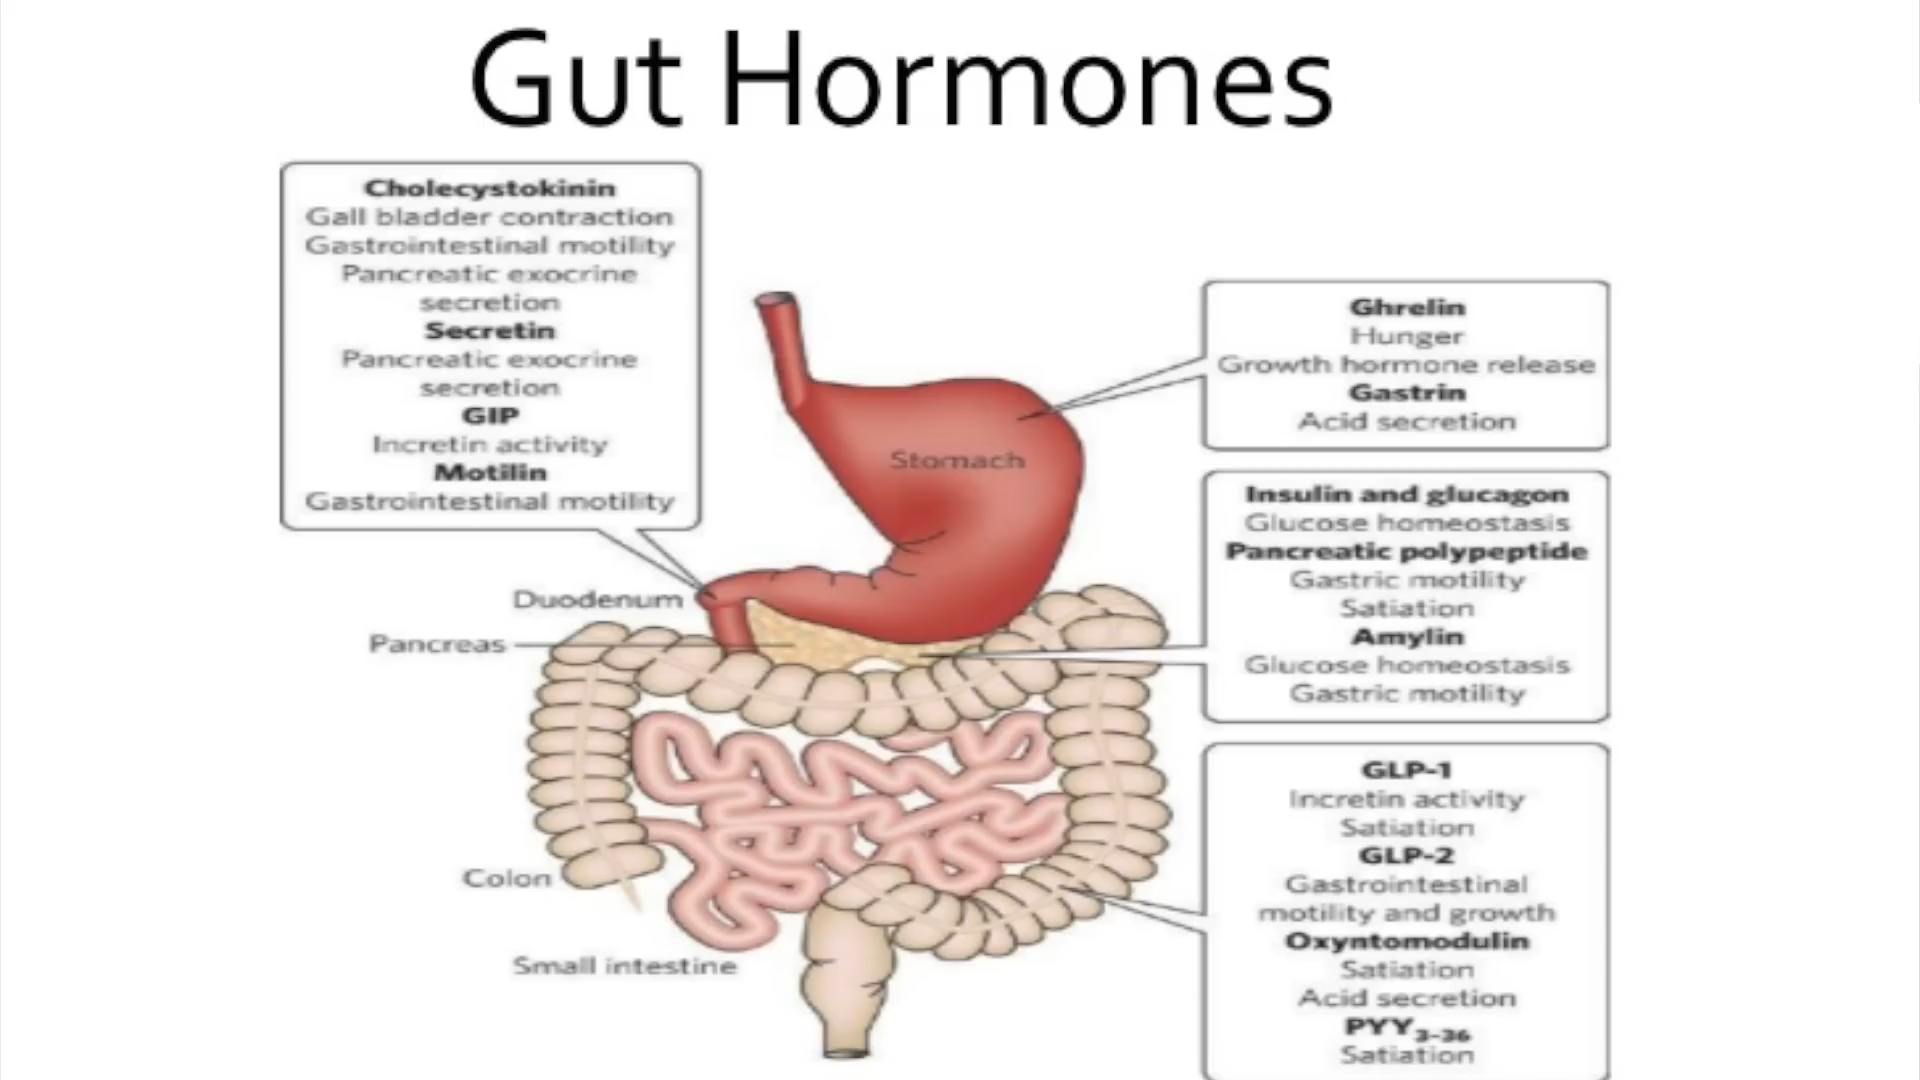 Gut Hormones
Cholecystokinin
Gall bladder contraction
Gastrointestinal motility
Pancreatic exocrine
secretion
Secretin
Pancreatic exocrine
secretion
GIP
Incretin activity
Motilin
Gastrointestinal motility
Ghrelin
Hunger
Growth hormone release
Gastrin
Acid secretion
Stomach
Insulin and glucagon
Glucose homeostasis
Pancreatic polypeptide
Gastric motility
Satiation
Amylin
Glucose homeostasis
Gastric motility
Duodenum
Pancreas
GLP-1
Incretin activity
Satiation
GLP-2
Gastrointestinal
motility and growth
Oxyntomodulin
Satiation
Acid secretion
PYY3-36
Satiation
Colon
Small intestine